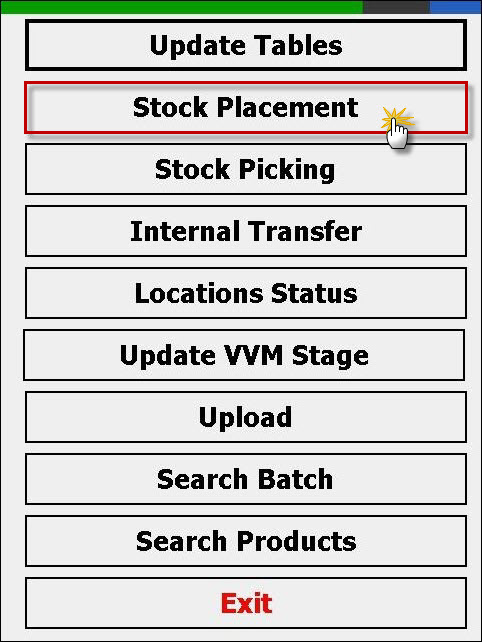 Update Tables
Stock Placement
Stock Picking
Internal Transfer
Locations Status
Update VVM Stage
Upload
Search Batch
Search Products
Exit